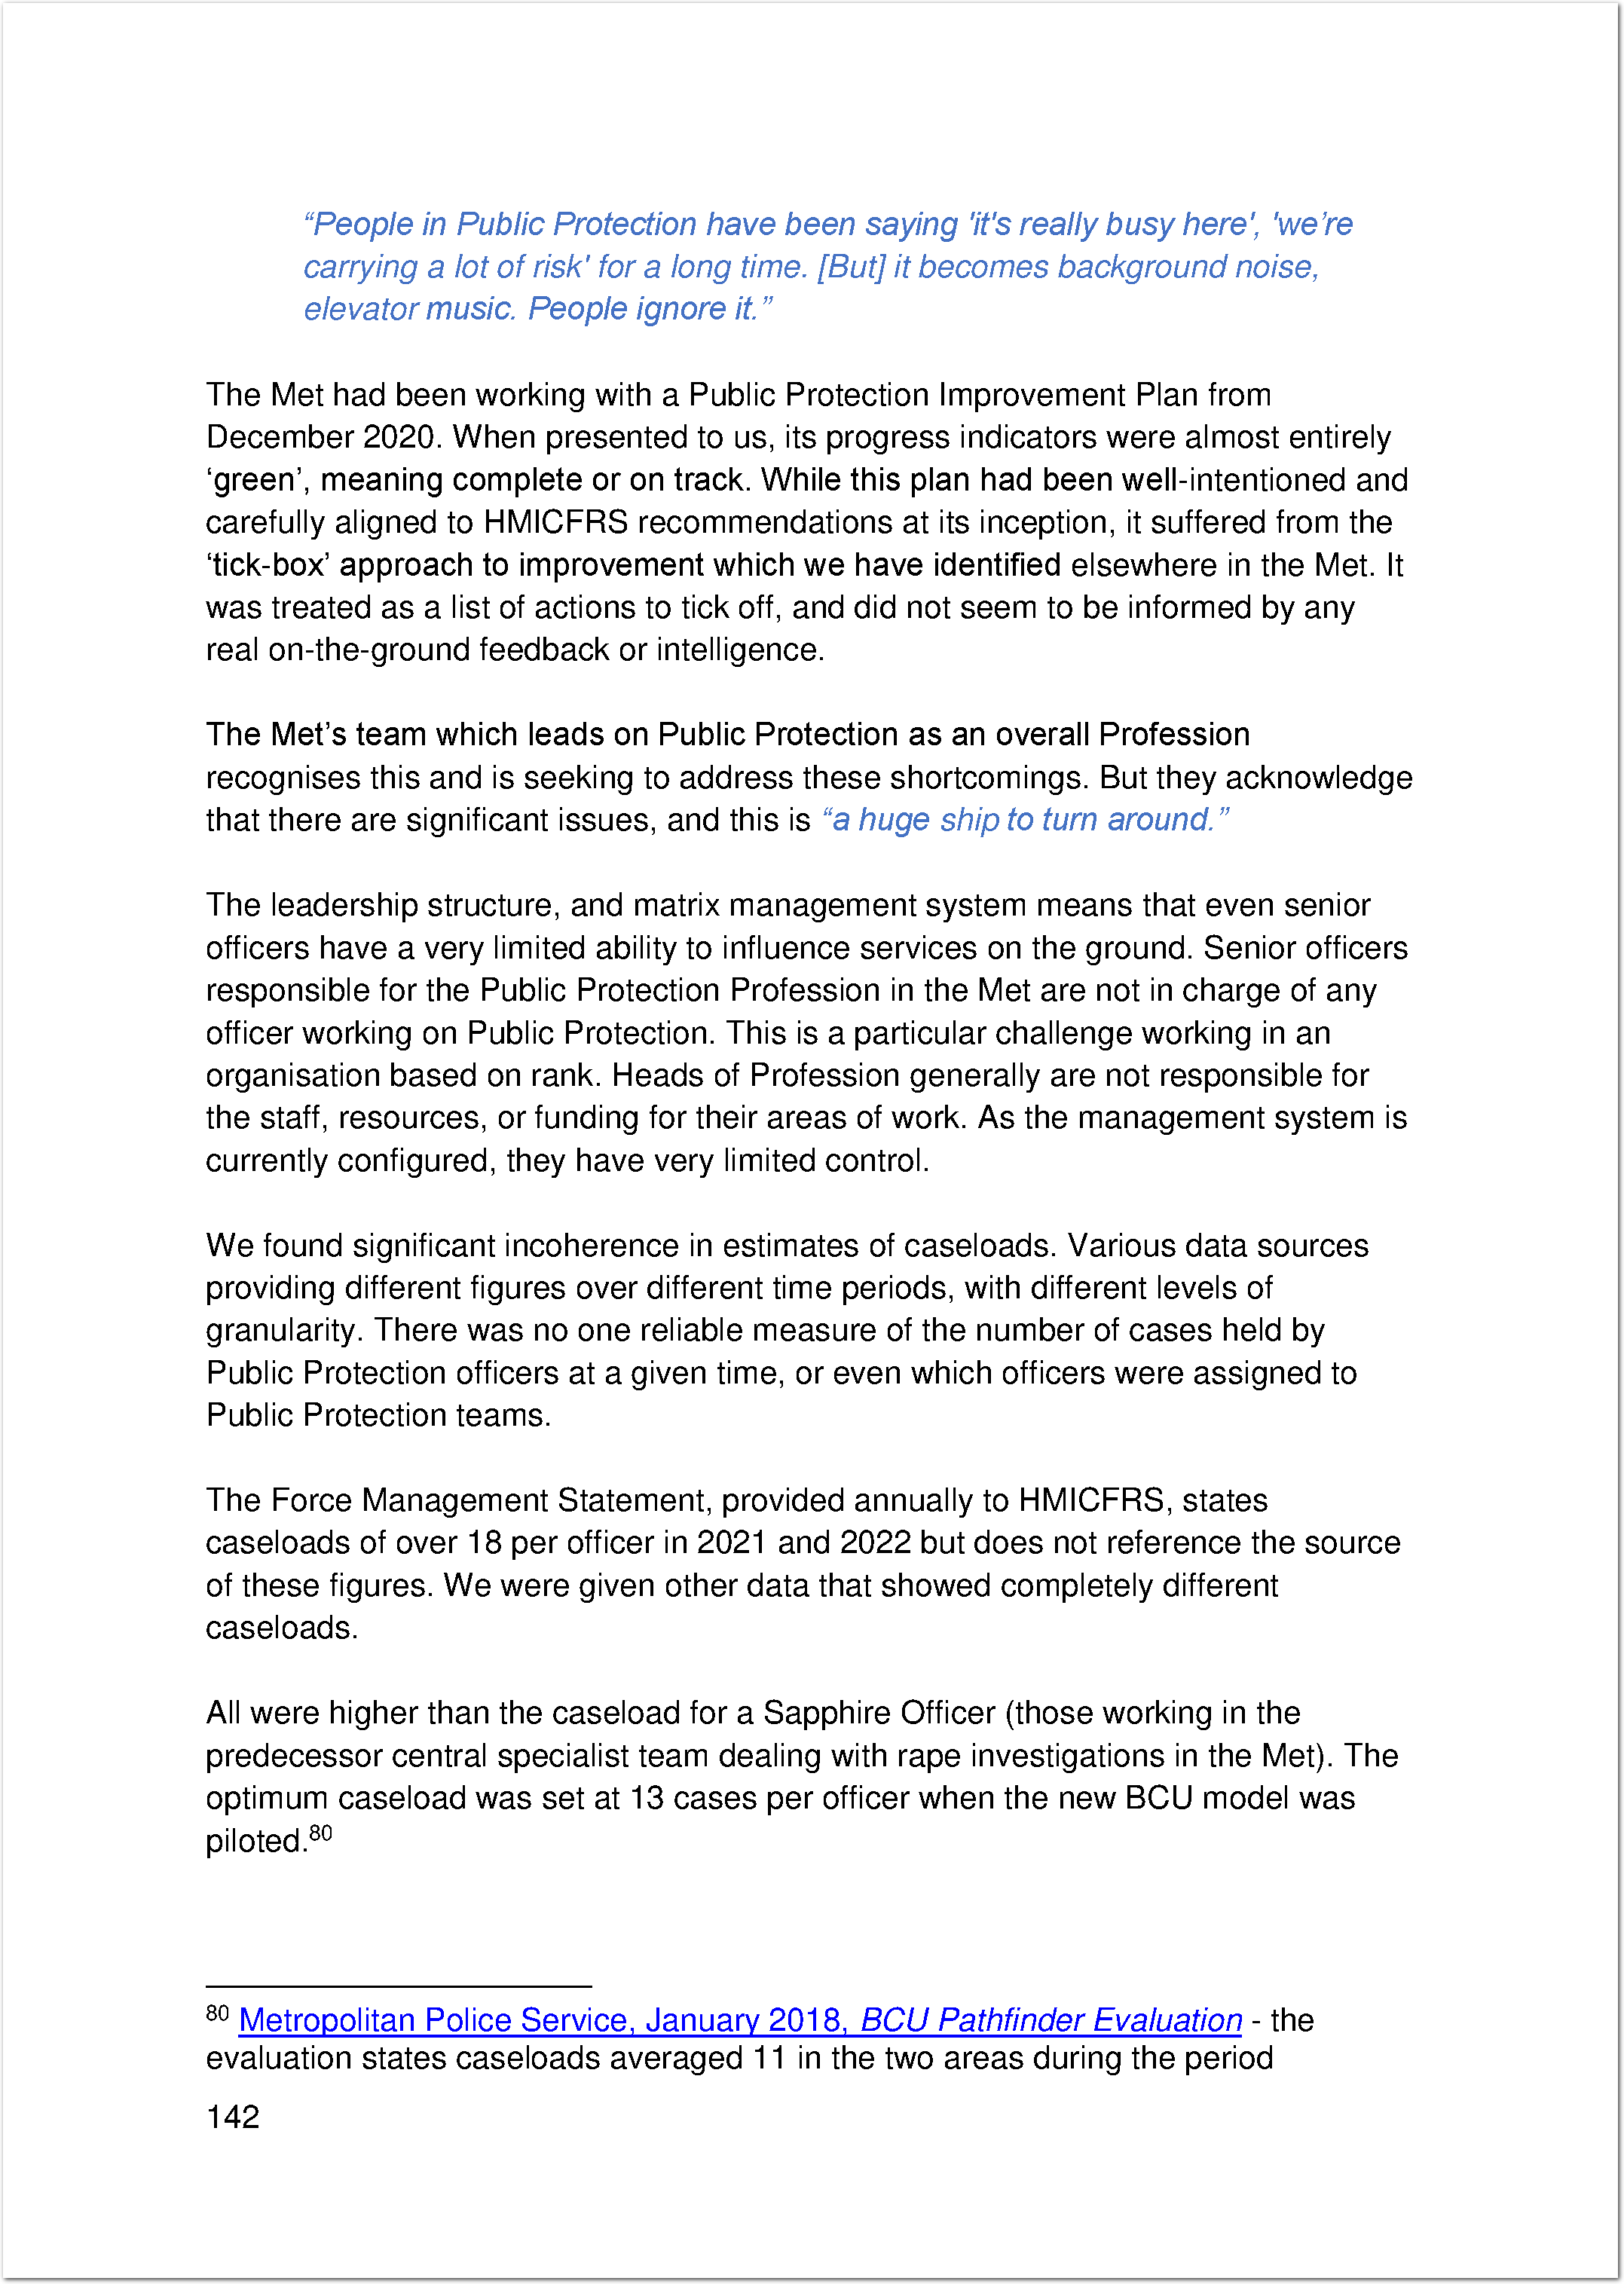 “People in Public Protection have been saying 'it's really busy here', 'we’re
carrying a lot of risk' for a long time. [But] it becomes background noise,
elevator music. People ignore it.”
The Met had been working with a Public Protection Improvement Plan from
December 2020. When presented to us, its progress indicators were almost entirely
‘green’, meaning complete or on track. While this plan had been well-intentioned and
carefully aligned to HMICFRS recommendations at its inception, it suffered from the
‘tick-box’ approach to improvement which we have identified elsewhere in the Met. It
was treated as a list of actions to tick off, and did not seem to be informed by any
real on-the-ground feedback or intelligence.
The Met’s team which leads on Public Protection as an overall Profession
recognises this and is seeking to address these shortcomings. But they acknowledge
that there are significant issues, and this is “a huge ship to turn around.”
The leadership structure, and matrix management system means that even senior
officers have a very limited ability to influence services on the ground. Senior officers
responsible for the Public Protection Profession in the Met are not in charge of any
officer working on Public Protection. This is a particular challenge working in an
organisation based on rank. Heads of Profession generally are not responsible for
the staff, resources, or funding for their areas of work. As the management system is
currently configured, they have very limited control.
We found significant incoherence in estimates of caseloads. Various data sources
providing different figures over different time periods, with different levels of
granularity. There was no one reliable measure of the number of cases held by
Public Protection officers at a given time, or even which officers were assigned to
Public Protection teams.
The Force Management Statement, provided annually to HMICFRS, states
caseloads of over 18 per officer in 2021 and 2022 but does not reference the source
of these figures. We were given other data that showed completely different
caseloads.
All were higher than the caseload for a Sapphire Officer (those working in the
predecessor central specialist team dealing with rape investigations in the Met). The
optimum caseload was set at 13 cases per officer when the new BCU model was
piloted.80
80 Metropolitan Police Service, January 2018, BCU Pathfinder Evaluation - the
evaluation states caseloads averaged 11 in the two areas during the period
142